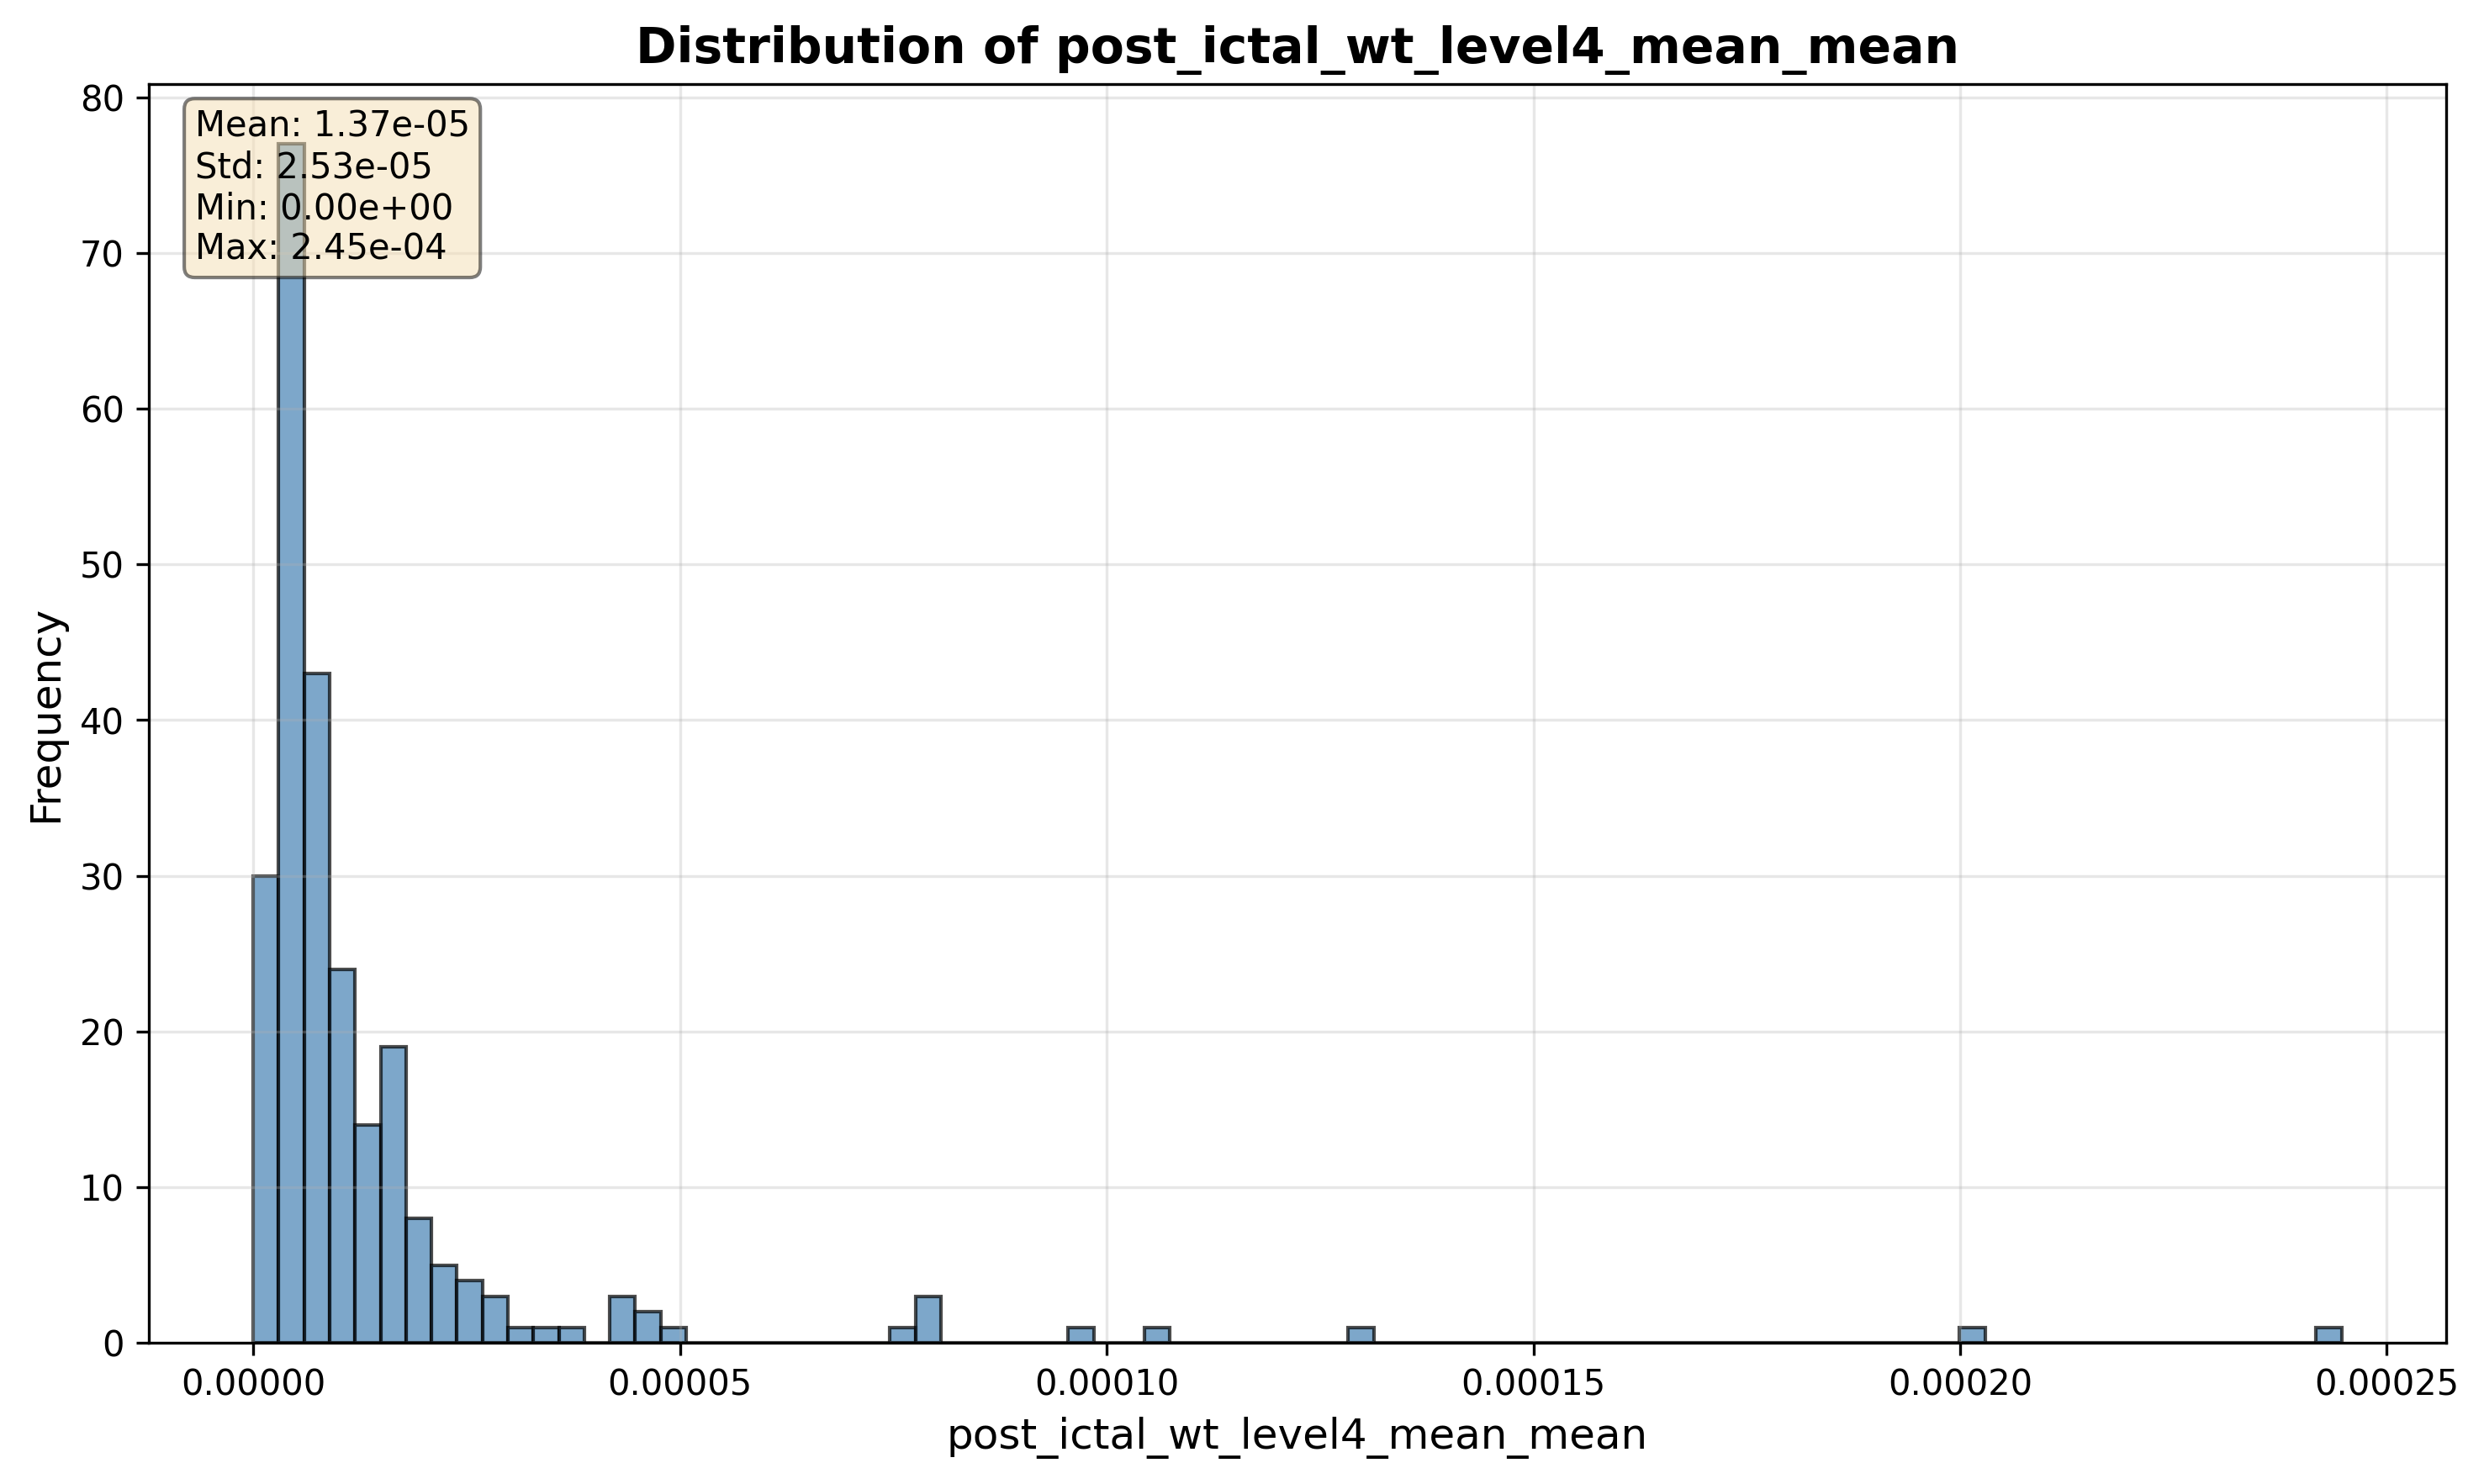 Distribution of post_ictal_wt_level4_mean_mean
Mean: 1.37e-05
Std: 2.53e-05
Min: 0.00e+00
Max: 2.45e-04
80
70
60
50
40
30
20
10
0
Frequency
0.00000 0.00005 0.00010 0.00015 0.00020 0.00025
post_ictal_wt_level4_mean_mean